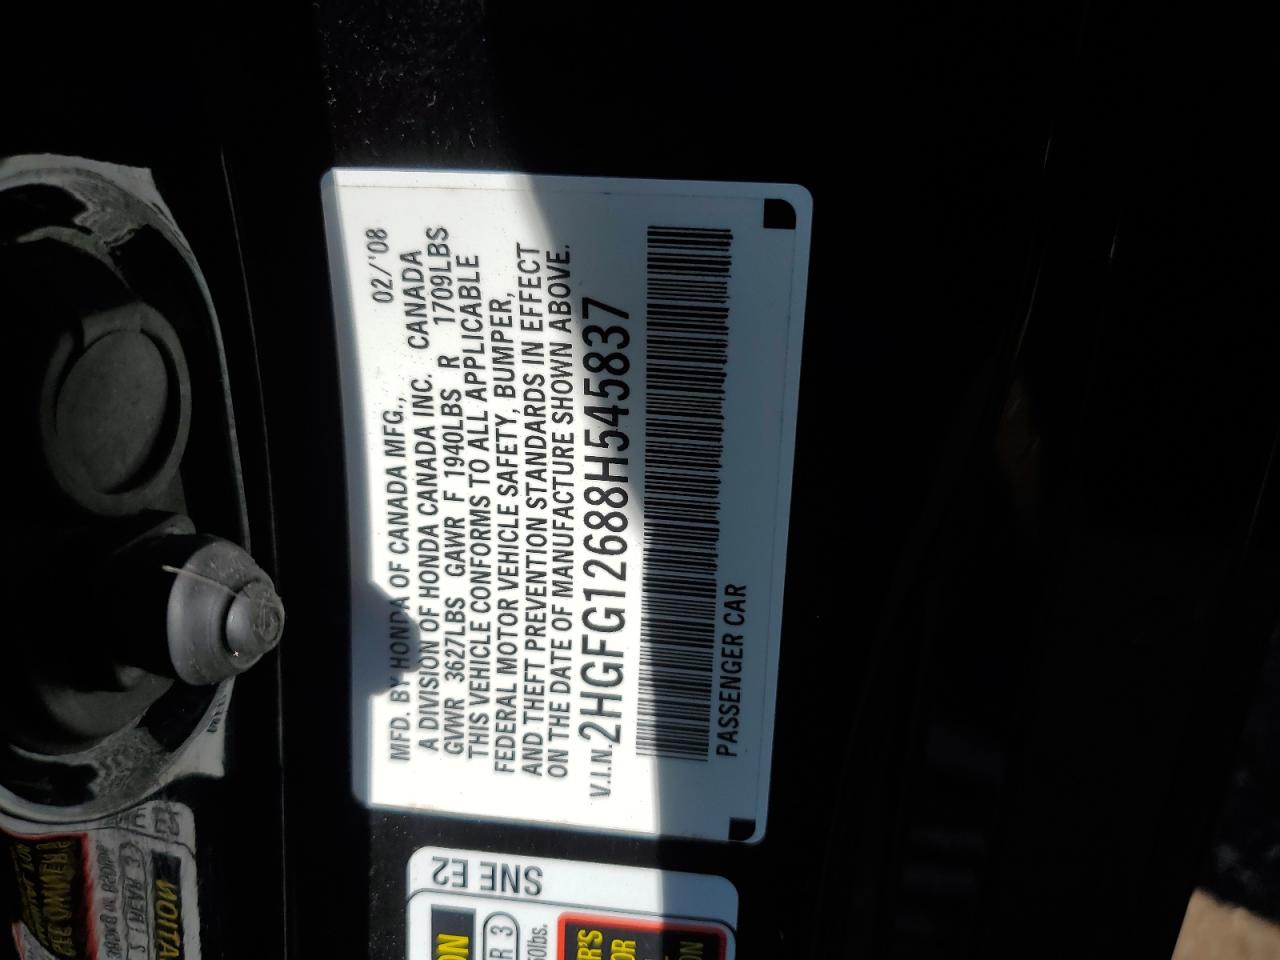 02/'08
MFD. BY HONDA OF CANADA MFG.,
A DIVISION OF HONDA CANADA INC. CANADA
GVWR 3627LBS GAWR F 1940LBS R 1709LBS
THIS VEHICLE CONFORMS TO ALL APPLICABLE
FEDERAL MOTOR VEHICLE SAFETY, BUMPER,
AND THEFT PREVENTION STANDARDS IN EFFECT
ON THE DATE OF MANUFACTURE SHOWN ABOVE.
V.I.N. 2HGFG12688H545837
PASSENGER CAR
SNE E2
R 3